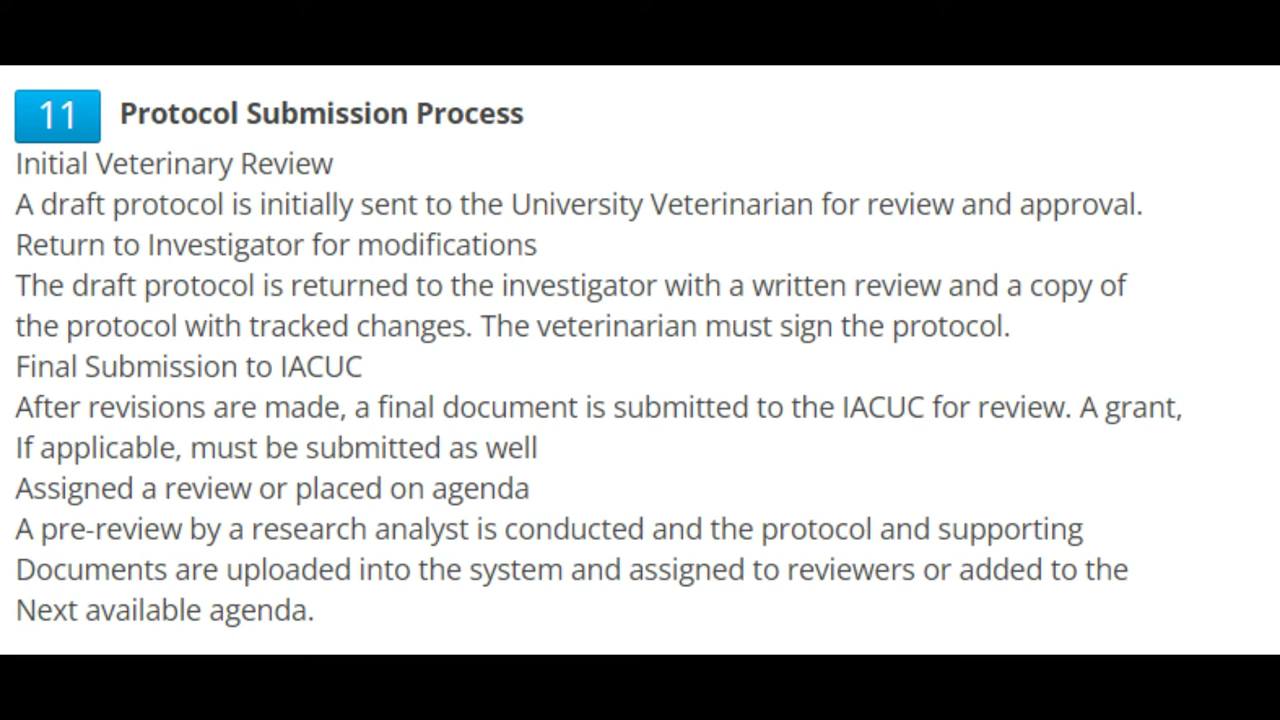 11 Protocol Submission Process
Initial Veterinary Review
A draft protocol is initially sent to the University Veterinarian for review and approval.
Return to Investigator for modifications
The draft protocol is returned to the investigator with a written review and a copy of
the protocol with tracked changes. The veterinarian must sign the protocol.
Final Submission to IACUC
After revisions are made, a final document is submitted to the IACUC for review. A grant,
If applicable, must be submitted as well
Assigned a review or placed on agenda
A pre-review by a research analyst is conducted and the protocol and supporting
Documents are uploaded into the system and assigned to reviewers or added to the
Next available agenda.